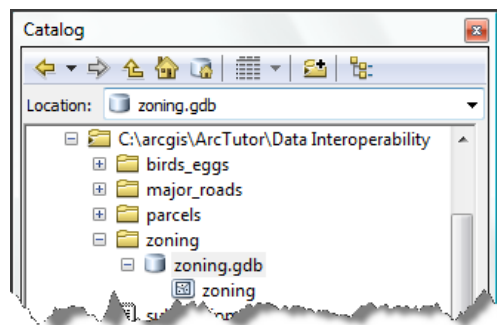 Catalog
Location: zoning.gdb
C:\arcgis\ArcTutor\Data Interoperability
birds_eggs
major_roads
parcels
zoning
zoning.gdb
zoning